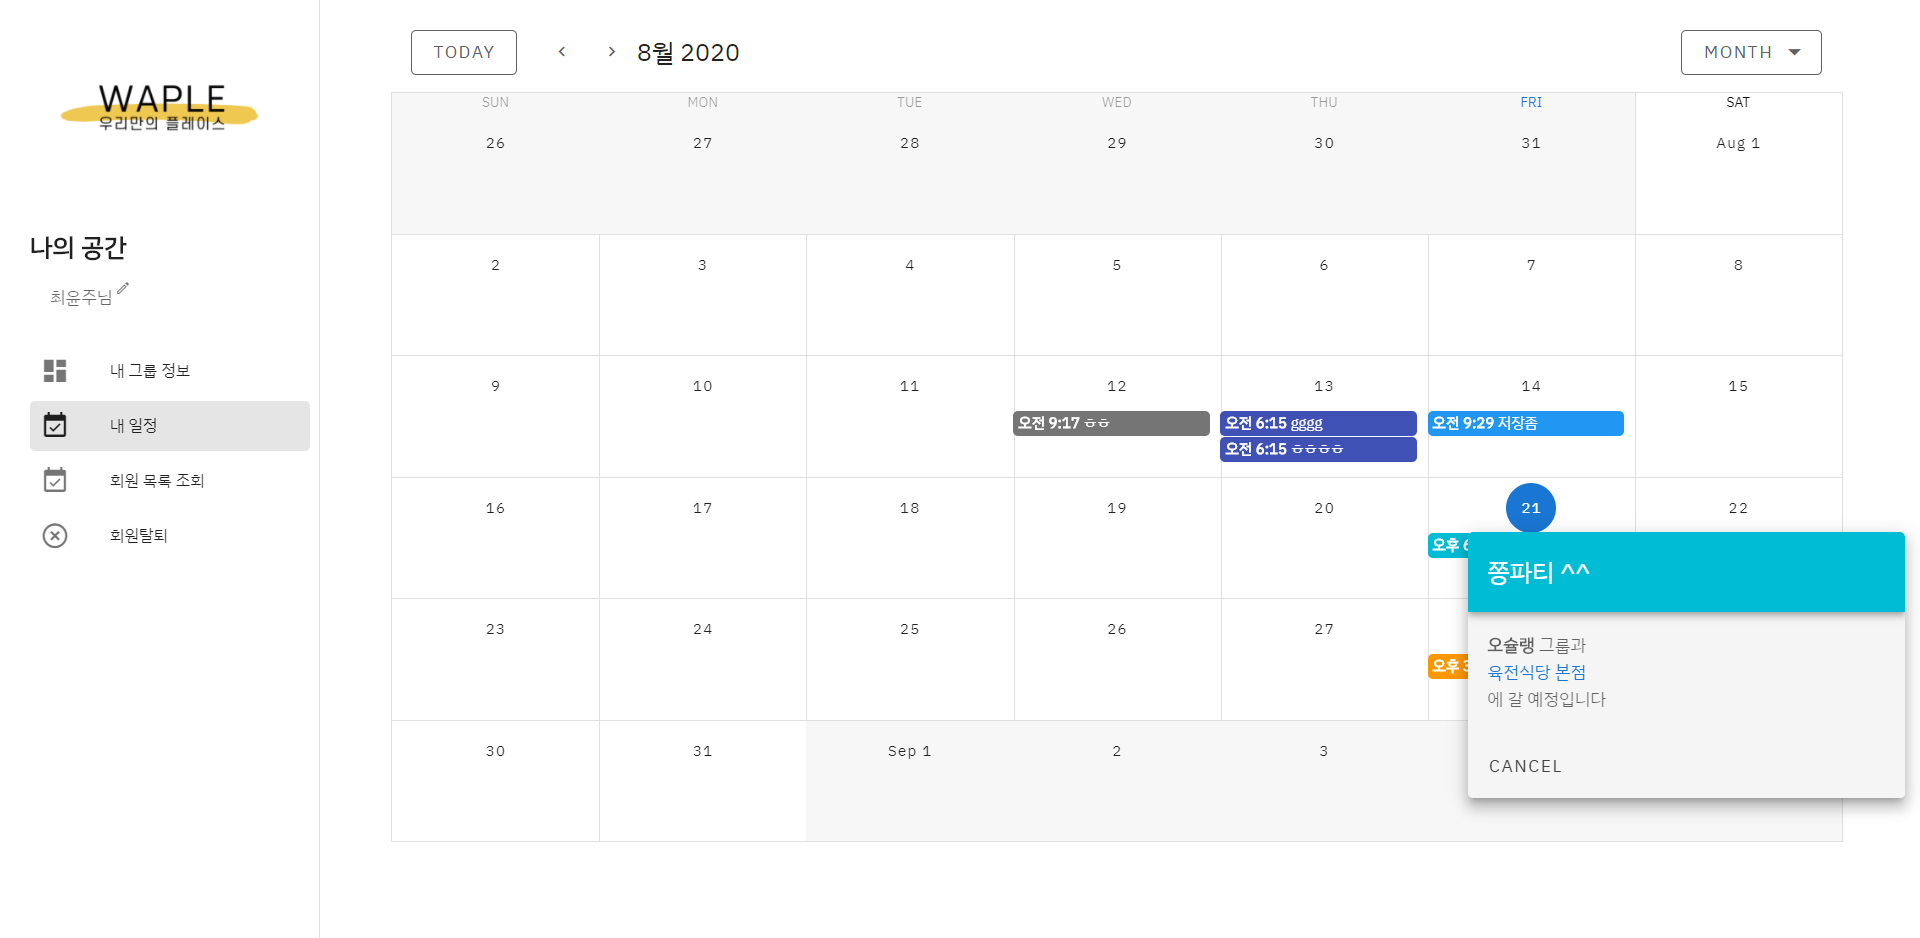 WAPLE
우리만의 플레이스
나의 공간
최윤주님
내 그룹 정보
내 일정
회원 목록 조회
회원탈퇴
TODAY
8월 2020
MONTH
SUN MON TUE WED THU FRI SAT
26 27 28 29 30 31 Aug 1
2 3 4 5 6 7 8
9 10 11 12 13 14 15
오전 9:17 ㅎㅎ 오전 6:15 gggg 오전 9:29 저장좀
오전 6:15 ㅎㅎㅎㅎ
16 17 18 19 20 21 22
오후 6
쫑파티 ^^
23 24 25 26 27
오슐랭 그룹과
오후 3
육전식당 본점
에 갈 예정입니다
30 31 Sep 1 2 3
CANCEL